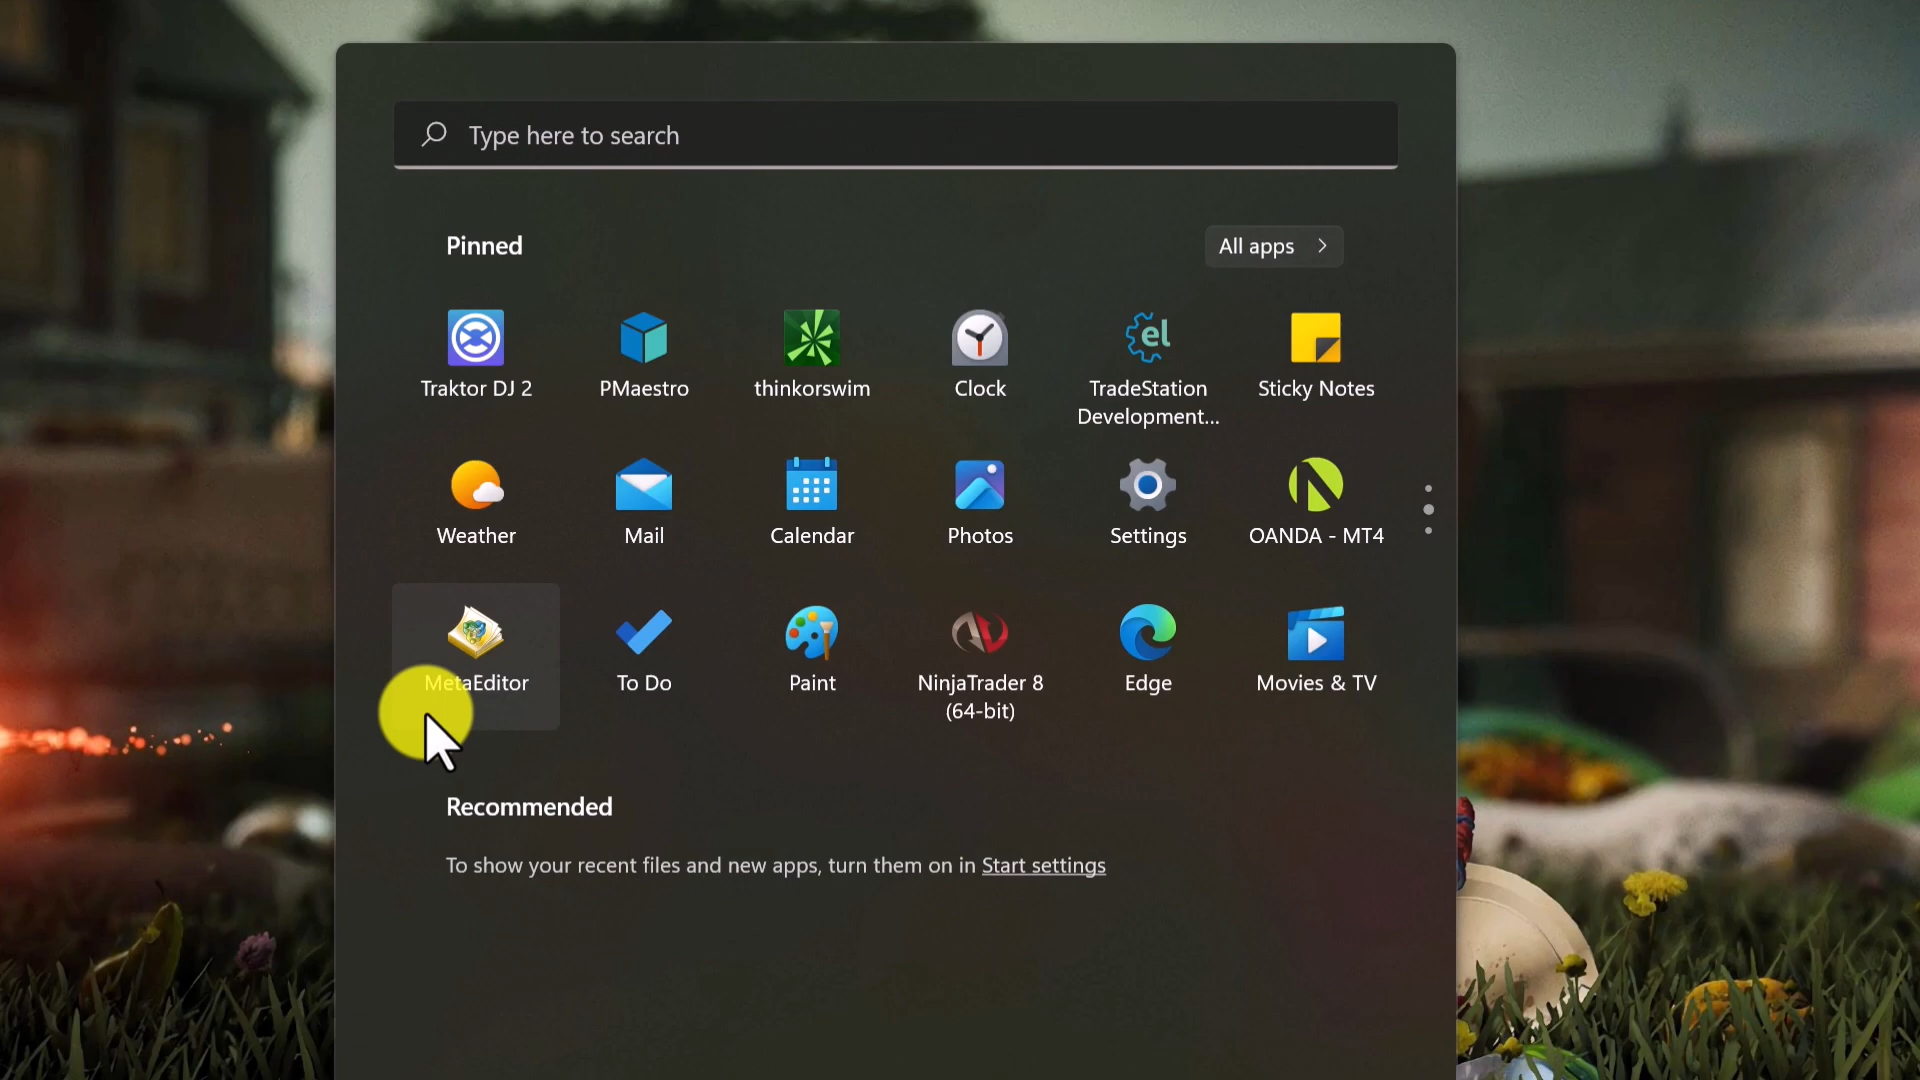 Type here to search
Pinned
All apps
Traktor DJ 2
PMaestro
thinkorswim
Clock
el
TradeStation
Development...
Sticky Notes
Weather
Mail
Calendar
Photos
Settings
OANDA - MT4
MetaEditor
To Do
Paint
NinjaTrader 8
(64-bit)
Edge
Movies & TV
Recommended
To show your recent files and new apps, turn them on in Start settings